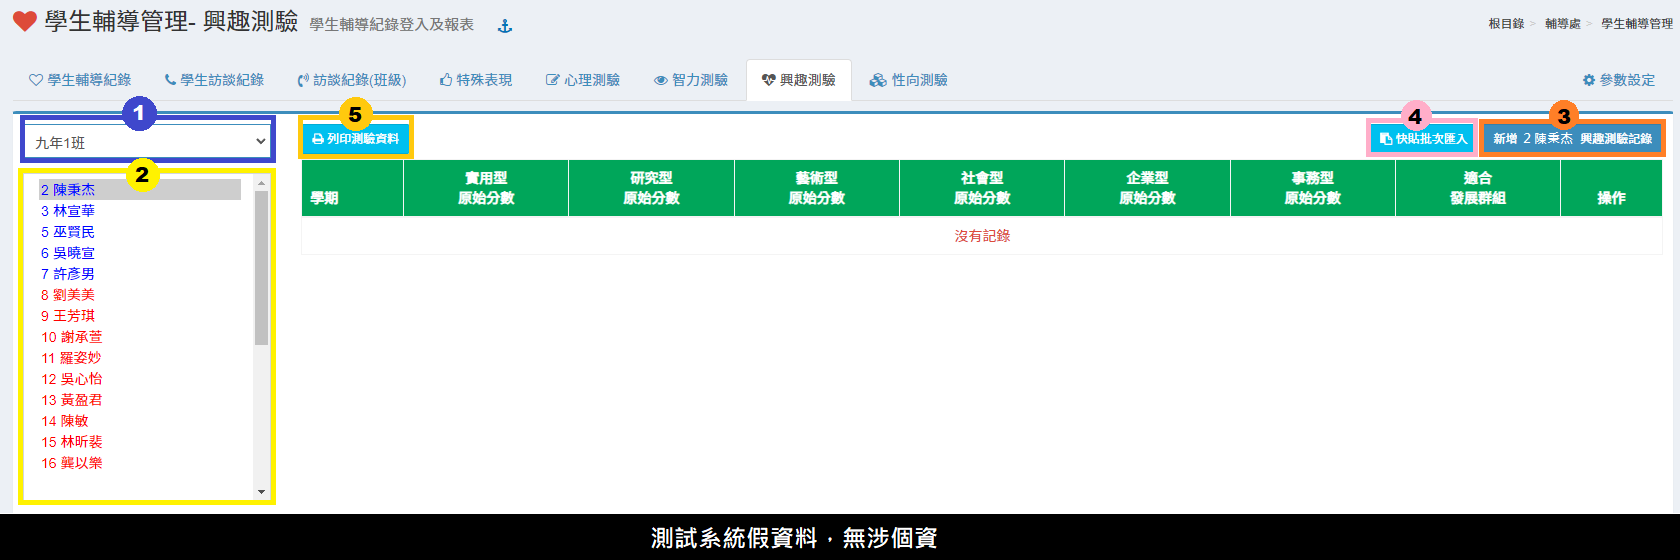 學生輔導管理- 興趣測驗 學生輔導紀錄登入及報表
根目錄 > 輔導處 > 學生輔導管理
學生輔導紀錄 學生訪談紀錄 訪談紀錄(班級) 特殊表現 心理測驗 智力測驗 興趣測驗 性向測驗 參數設定
1
九年1班
2
2 陳秉杰
3 林宣華
5 巫賢民
6 吳曉宣
7 許彥男
8 劉美美
9 王芳琪
10 謝承萱
11 羅姿妙
12 吳心怡
13 黃盈君
14 陳敏
15 林昕裴
16 龔以樂
5
列印測驗資料
4
快貼批次匯入
3
新增 2 陳秉杰 興趣測驗記錄
學期
實用型
原始分數
研究型
原始分數
藝術型
原始分數
社會型
原始分數
企業型
原始分數
事務型
原始分數
適合
發展群組
操作
沒有記錄
測試系統假資料，無涉個資